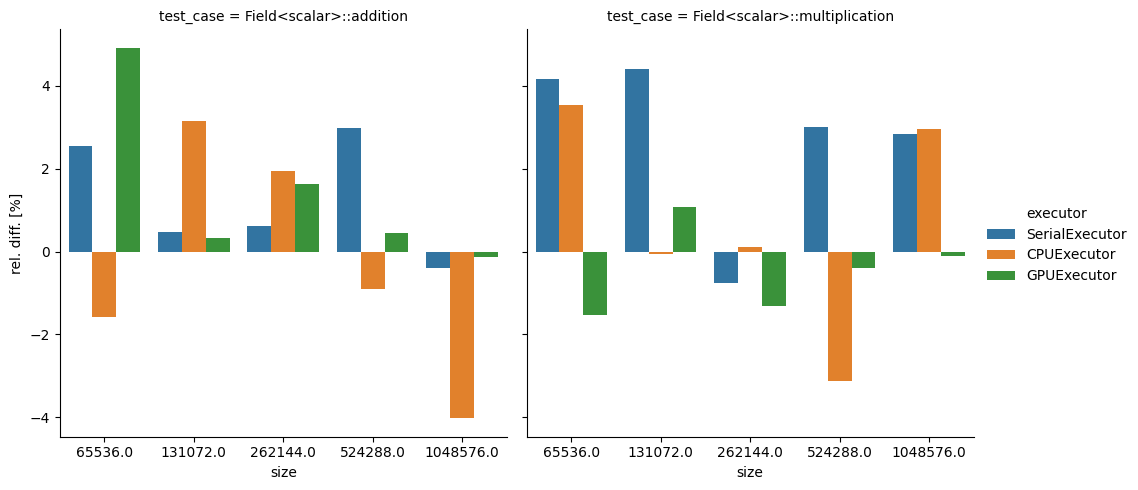 test_case = Field<scalar>::addition
test_case = Field<scalar>::multiplication
rel. diff. [%]
4
2
0
−2
−4
65536.0 131072.0 262144.0 524288.0 1048576.0
size
65536.0 131072.0 262144.0 524288.0 1048576.0
size
executor
SerialExecutor
CPUExecutor
GPUExecutor